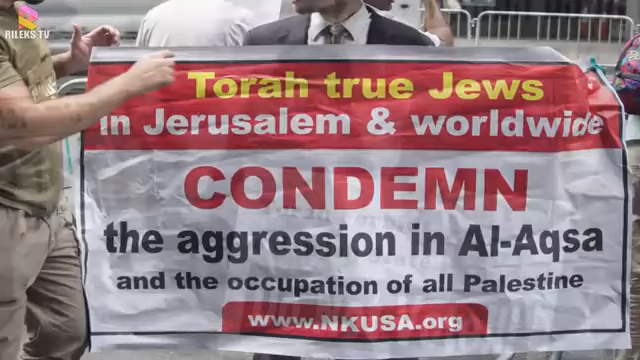 RILEKS TV
Torah true Jews
in Jerusalem & worldwide
CONDEMN
the aggression in Al-Aqsa
and the occupation of all Palestine
www.NKUSA.org